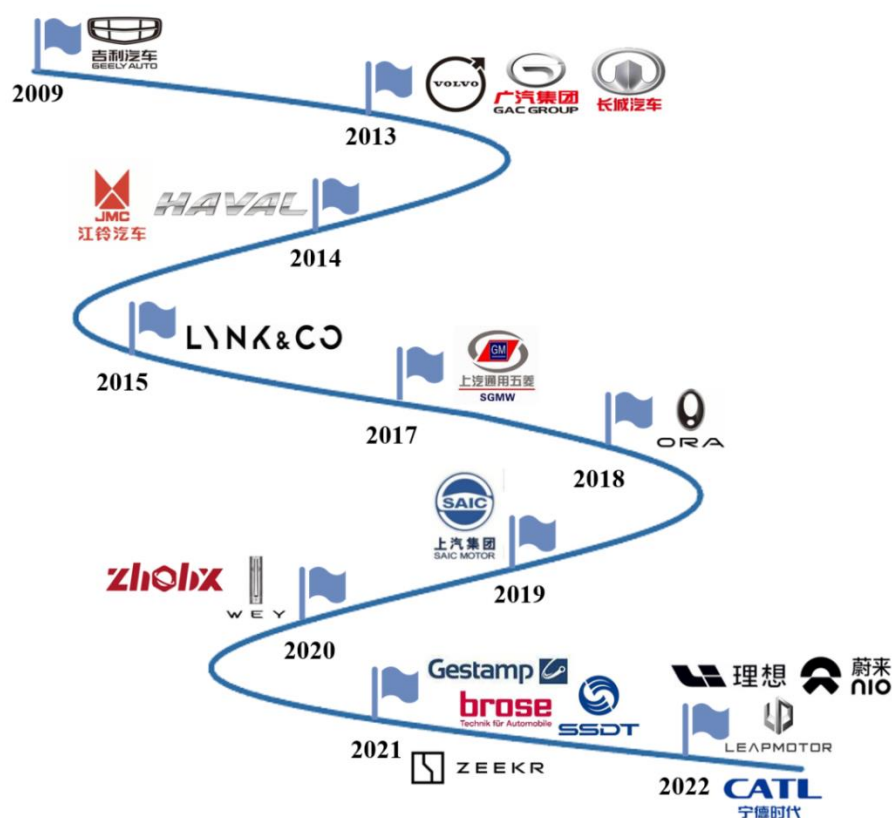 吉利汽车
GEELY AUTO
2009
VOLVO
广汽集团
GAC GROUP
长城汽车
2013
JMC
江铃汽车
HAVAL
2014
LYNK&CO
2015
GM
上汽通用五菱
SGMW
2017
ORA
2018
SAIC
上汽集团
SAIC MOTOR
2019
WEY
2020
Gestamp
brose
Technik für Automobile
SSDT
2021
ZEEKR
理想
蔚来
NIO
LEAPMOTOR
2022
CATL
宁德时代